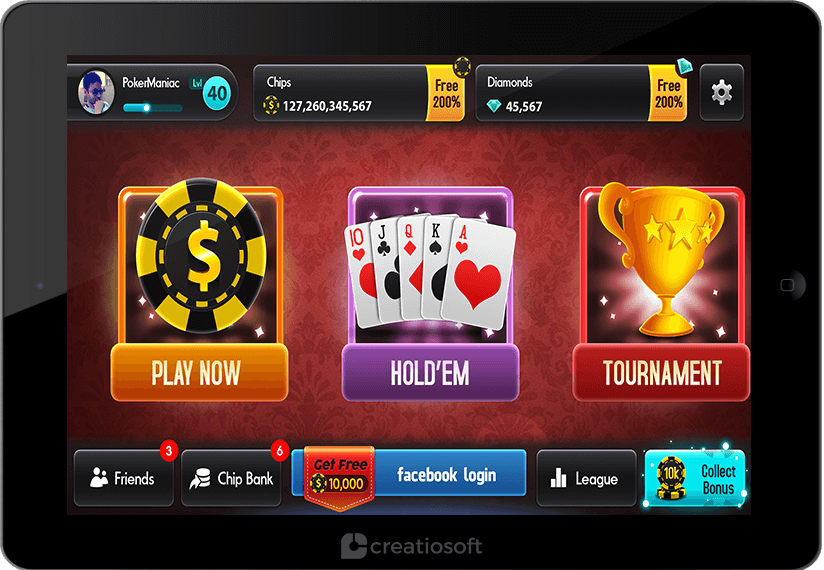 PokerManiac
Lvl
40
Chips
$ 127,260,345,567
Free
200%
Diamonds
45,567
Free
200%
$
10 J Q K A
PLAY NOW
HOLD'EM
TOURNAMENT
3
Friends
6
Chip Bank
Get Free
$ 10,000
facebook login
League
10k
Collect
Bonus
creatiosoft